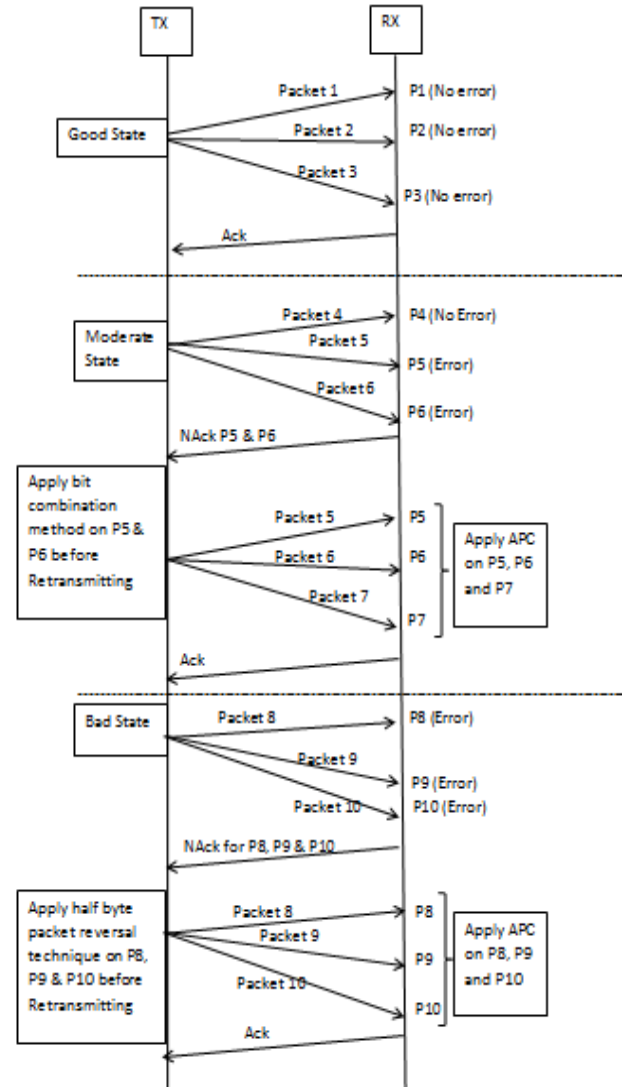 TX
RX
Packet 1
P1 (No error)
Good State
Packet 2
P2 (No error)
Packet 3
P3 (No error)
Ack
Packet 4
P4 (No Error)
Moderate
State
Packet 5
P5 (Error)
Packet6
P6 (Error)
NAck P5 & P6
Apply bit
combination
method on P5 &
P6 before
Retransmitting
Packet 5
P5
Packet 6
P6
Packet 7
P7
Apply APC
on P5, P6
and P7
Ack
Bad State
Packet 8
P8 (Error)
Packet 9
P9 (Error)
Packet 10
P10 (Error)
NAck for P8, P9 & P10
Apply half byte
packet reversal
technique on P8,
P9 & P10 before
Retransmitting
Packet 8
P8
Packet 9
P9
Packet 10
P10
Apply APC
on P8, P9
and P10
Ack